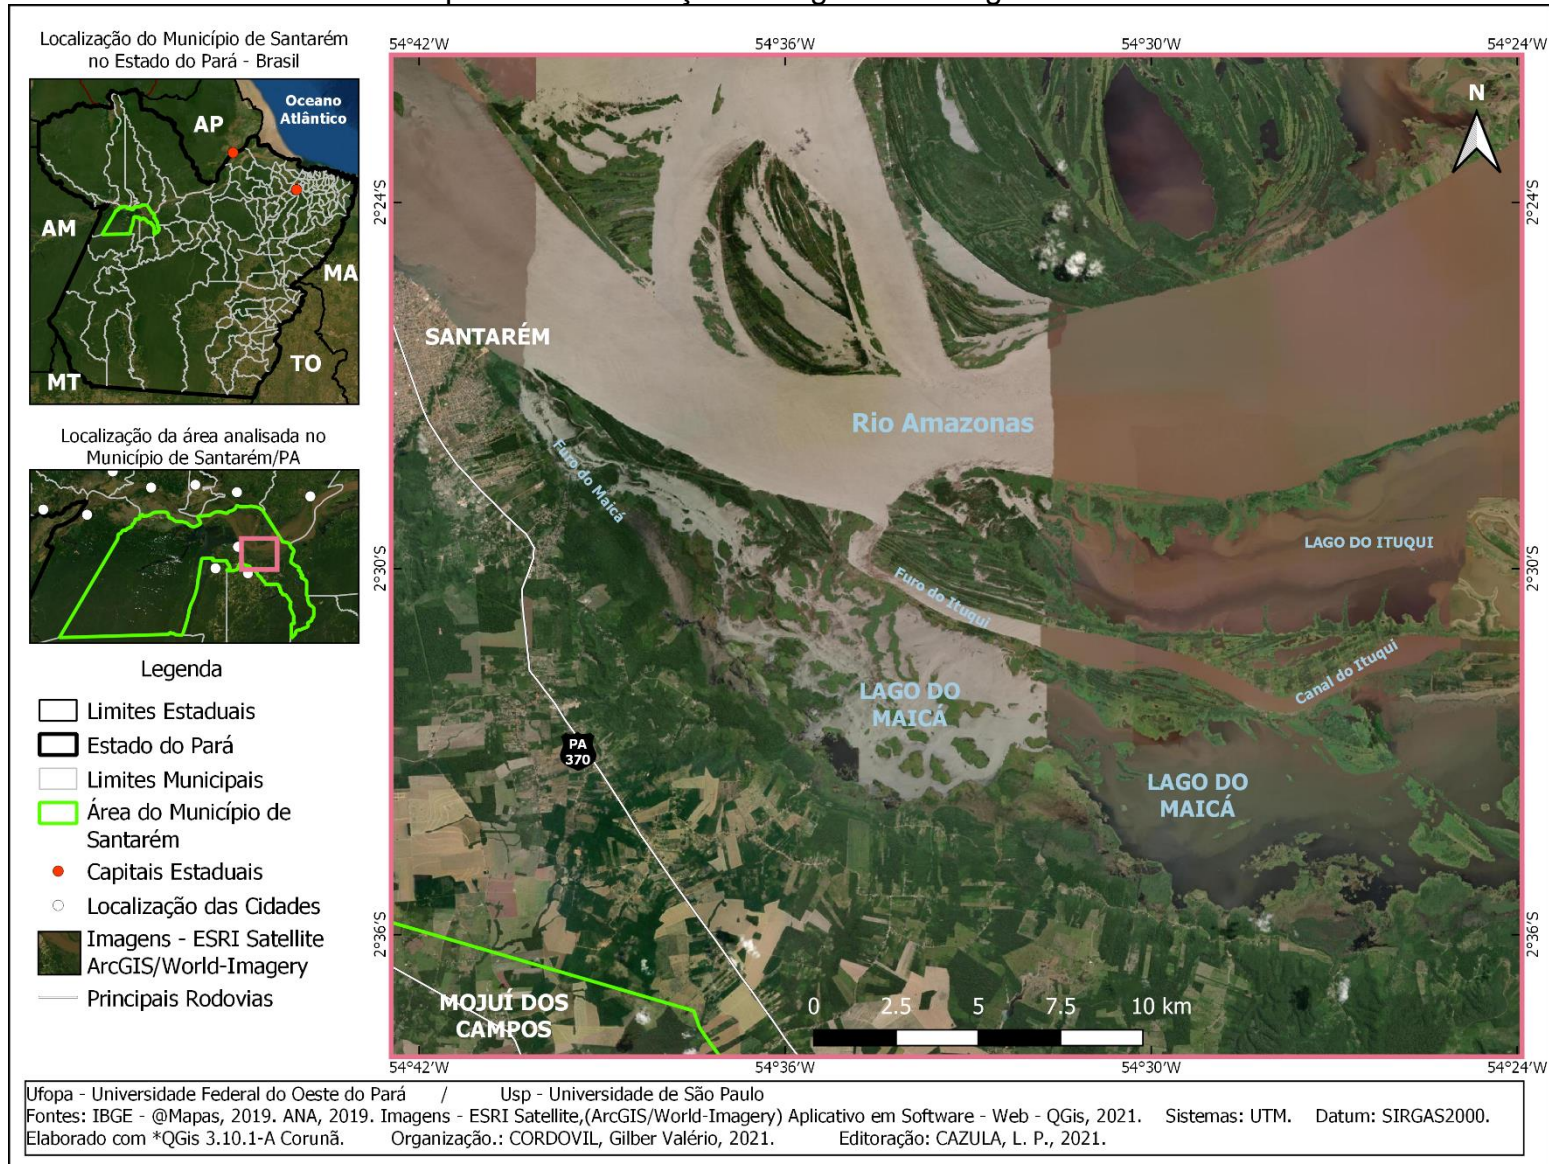 Localização do Município de Santarém
no Estado do Pará - Brasil
Oceano
Atlântico
AP
AM
MA
TO
MT
Localização da área analisada no
Município de Santarém/PA
Legenda
Limites Estaduais
Estado do Pará
Limites Municipais
Área do Município de
Santarém
Capitais Estaduais
Localização das Cidades
Imagens - ESRI Satellite
ArcGIS/World-Imagery
Principais Rodovias
54°42'W
54°36'W
54°30'W
54°24'W
N
2°24'S
2°24'S
SANTARÉM
Rio Amazonas
Furo do Maicá
LAGO DO ITUQUI
2°30'S
2°30'S
Furo do Ituqui
Canal do Ituqui
LAGO DO
MAICÁ
PA
370
LAGO DO
MAICÁ
2°36'S
2°36'S
MOJUÍ DOS
CAMPOS
0 2.5 5 7.5 10 km
54°42'W
54°36'W
54°30'W
54°24'W
Ufopa - Universidade Federal do Oeste do Pará / Usp - Universidade de São Paulo
Fontes: IBGE - @Mapas, 2019. ANA, 2019. Imagens - ESRI Satellite,(ArcGIS/World-Imagery) Aplicativo em Software - Web - QGis, 2021. Sistemas: UTM. Datum: SIRGAS2000.
Elaborado com *QGis 3.10.1-A Corunã. Organização.: CORDOVIL, Gilber Valério, 2021. Editoração: CAZULA, L. P., 2021.